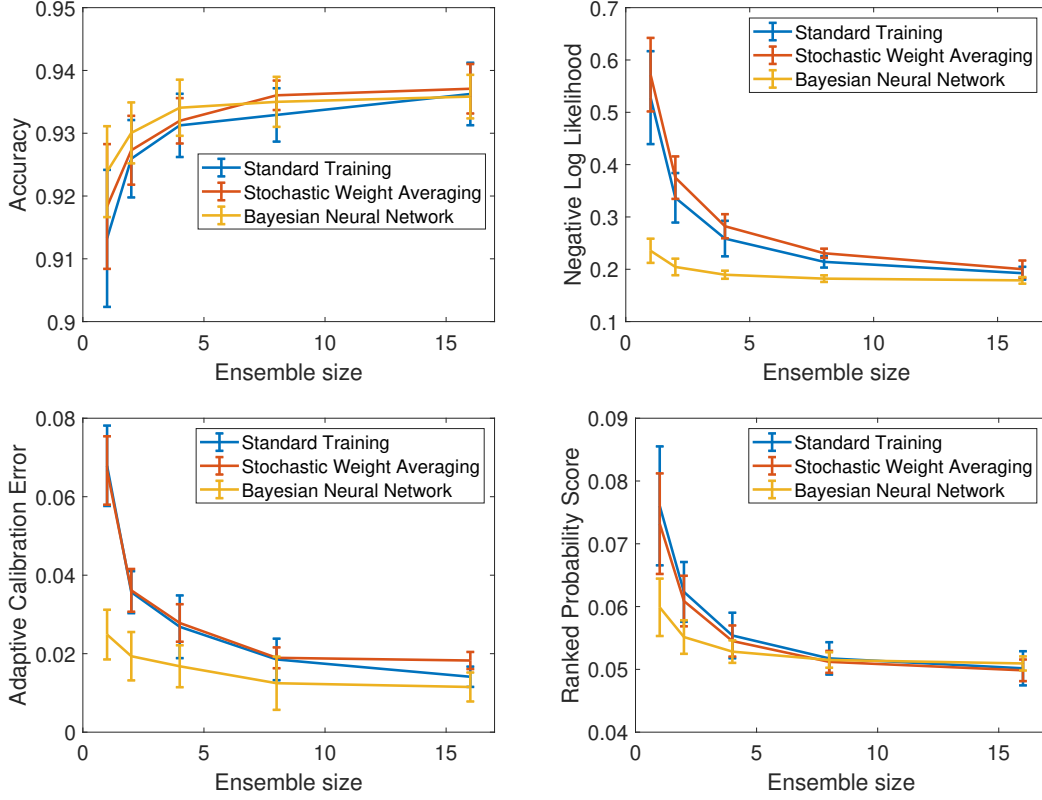 0.95
0.94
0.93
0.92
0.91
0.9
Accuracy
Standard Training
Stochastic Weight Averaging
Bayesian Neural Network
0 5 10 15
Ensemble size
0.7
0.6
0.5
0.4
0.3
0.2
0.1
Negative Log Likelihood
Standard Training
Stochastic Weight Averaging
Bayesian Neural Network
0 5 10 15
Ensemble size
0.08
0.06
0.04
0.02
0
Adaptive Calibration Error
Standard Training
Stochastic Weight Averaging
Bayesian Neural Network
0 5 10 15
Ensemble size
0.09
0.08
0.07
0.06
0.05
0.04
Ranked Probability Score
Standard Training
Stochastic Weight Averaging
Bayesian Neural Network
0 5 10 15
Ensemble size